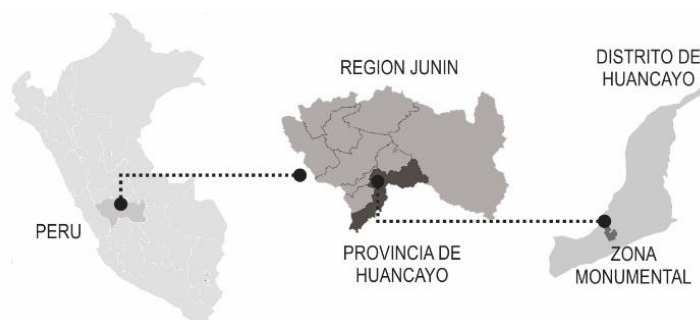 PERU
REGION JUNIN
PROVINCIA DE
HUANCAYO
DISTRITO DE
HUANCAYO
ZONA
MONUMENTAL